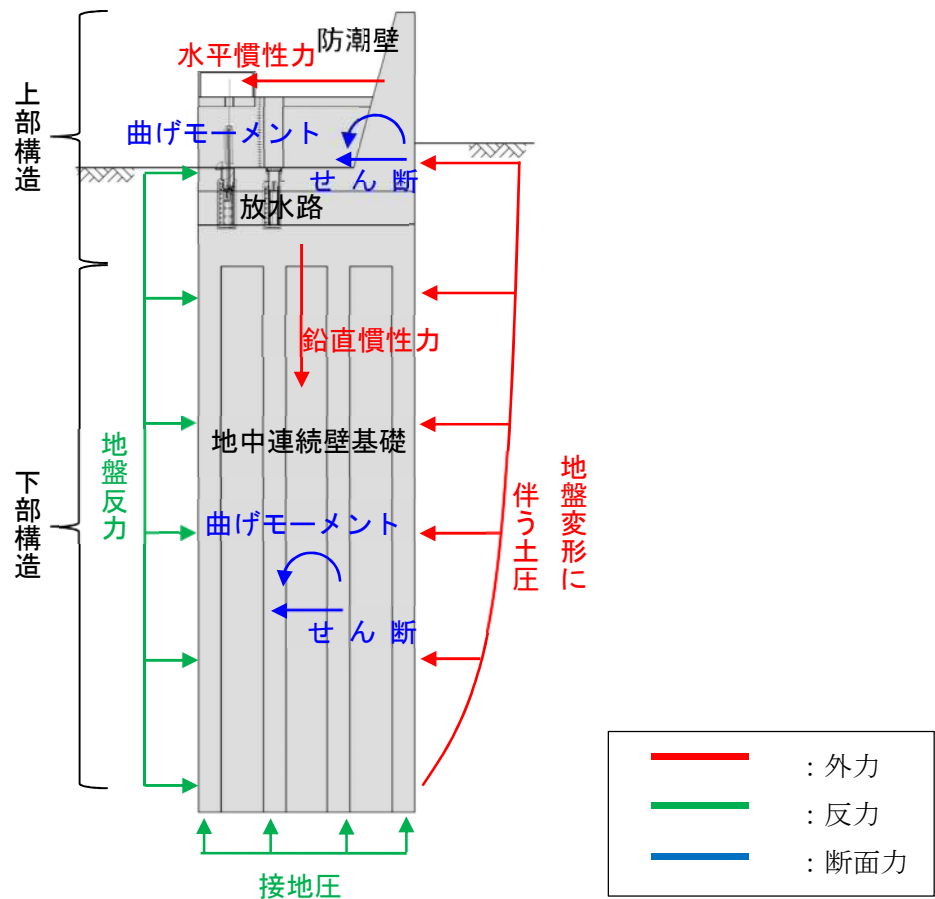 防潮壁
水平慣性力
上部構造
曲げモーメント
せん断
放水路
鉛直慣性力
地盤反力
地中連続壁基礎
下部構造
地盤変形に
伴う土圧
曲げモーメント
せん断
接地圧
：外力
：反力
：断面力